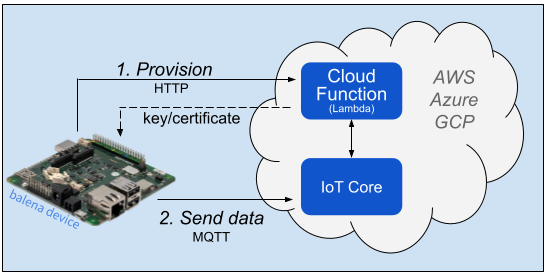 1. Provision
HTTP
key/certificate
Cloud
Function
(Lambda)
AWS
Azure
GCP
balena device
IoT Core
2. Send data
MQTT